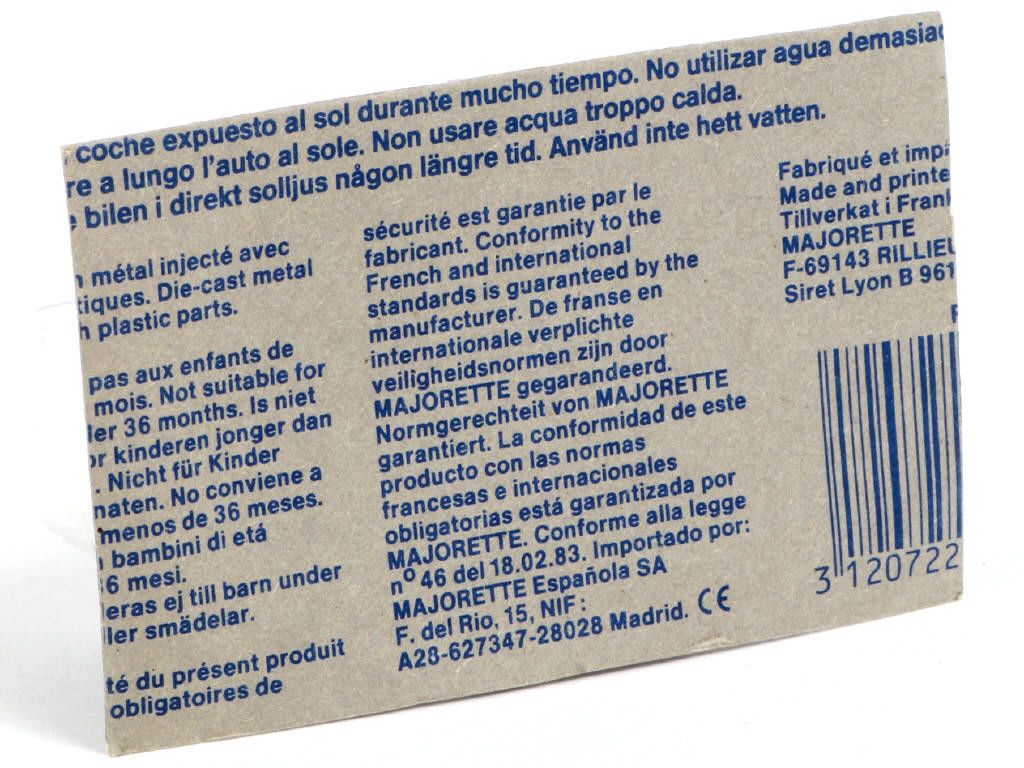 coche expuesto al sol durante mucho tiempo. No utilizar agua demasiad
re a lungo l'auto al sole. Non usare acqua troppo calda.
e bilen i direkt solljus någon längre tid. Använd inte hett vatten.
n métal injecté avec
tiques. Die-cast metal
h plastic parts.
pas aux enfants de
mois. Not suitable for
der 36 months. Is niet
or kinderen jonger dan
. Nicht für Kinder
naten. No conviene a
menos de 36 meses.
bambini di etá
36 mesi.
eras ej till barn under
ller smädelar.
té du présent produit
obligatoires de
sécurité est garantie par le
fabricant. Conformity to the
French and international
standards is guaranteed by the
manufacturer. De franse en
internationale verplichte
veiligheidsnormen zijn door
MAJORETTE gegarandeerd.
Normgerechteit von MAJORETTE
garantiert. La conformidad de este
producto con las normas
francesas e internacionales
obligatorias está garantizada por
MAJORETTE. Conforme alla legge
nº 46 del 18.02.83. Importado por:
MAJORETTE Española SA
F. del Rio, 15, NIF:
A28-627347-28028 Madrid. CE
Fabriqué et impr
Made and printe
Tillverkat i Frank
MAJORETTE
F-69143 RILLIEU
Siret Lyon B 961
3 120722